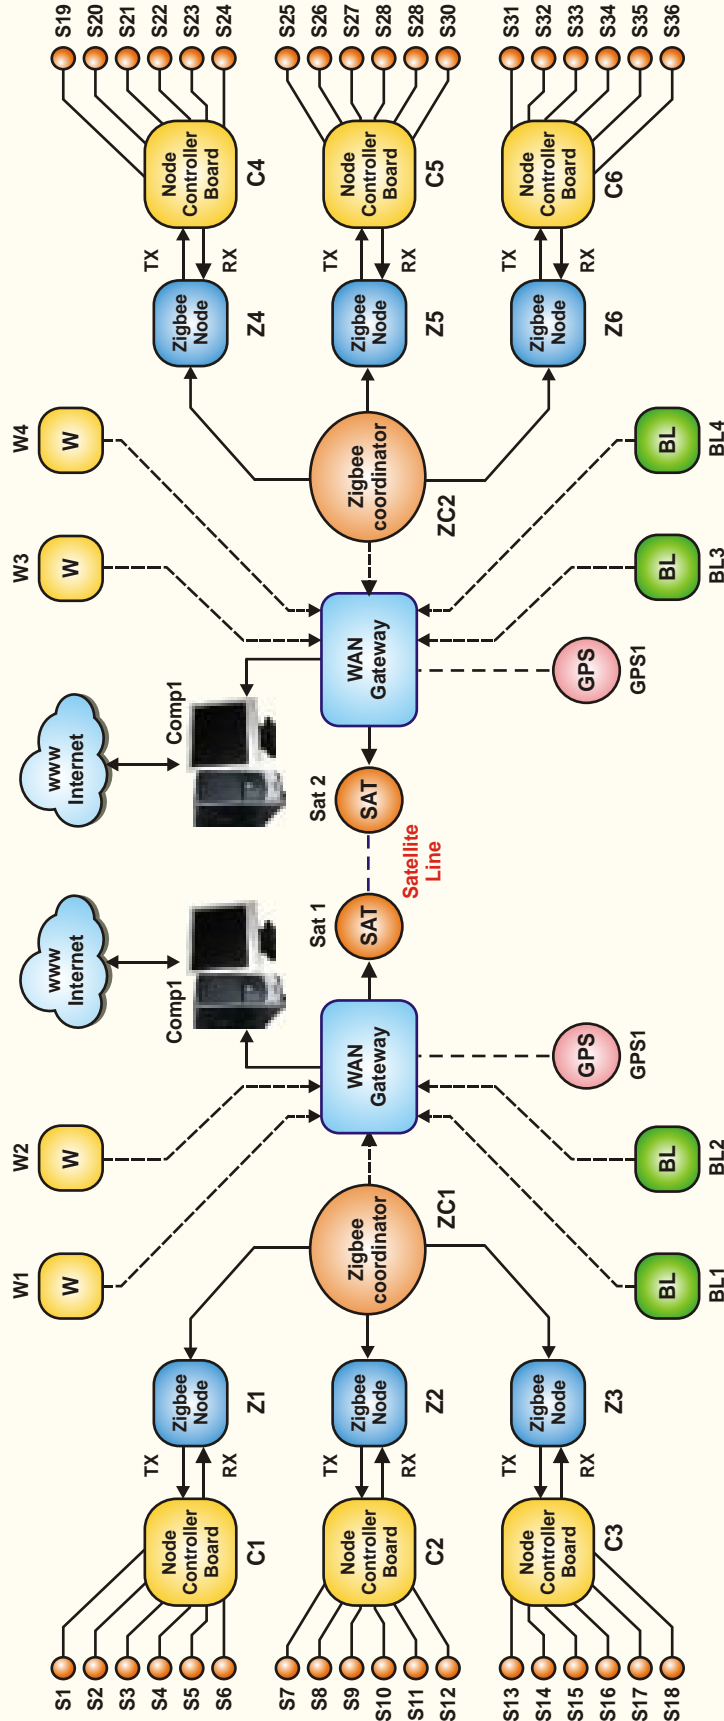 S1
S2
S3
S4
S5
S6
Node
Controller
Board
C1
TX
RX
Zigbee
Node
Z1
S7
S8
S9
S10
S11
S12
Node
Controller
Board
C2
TX
RX
Zigbee
Node
Z2
S13
S14
S15
S16
S17
S18
Node
Controller
Board
C3
TX
RX
Zigbee
Node
Z3
W1
W
W2
W
Zigbee
coordinator
ZC1
BL
BL1
BL
BL2
WAN
Gateway
GPS
GPS1
www
Internet
Comp1
Sat 1
SAT
Satellite
Line
Sat 2
SAT
www
Internet
Comp1
WAN
Gateway
GPS
GPS1
W3
W
W4
W
Zigbee
coordinator
ZC2
BL
BL3
BL
BL4
Zigbee
Node
Z4
TX
RX
Node
Controller
Board
C4
S19
S20
S21
S22
S23
S24
Zigbee
Node
Z5
TX
RX
Node
Controller
Board
C5
S25
S26
S27
S28
S28
S30
Zigbee
Node
Z6
TX
RX
Node
Controller
Board
C6
S31
S32
S33
S34
S35
S36